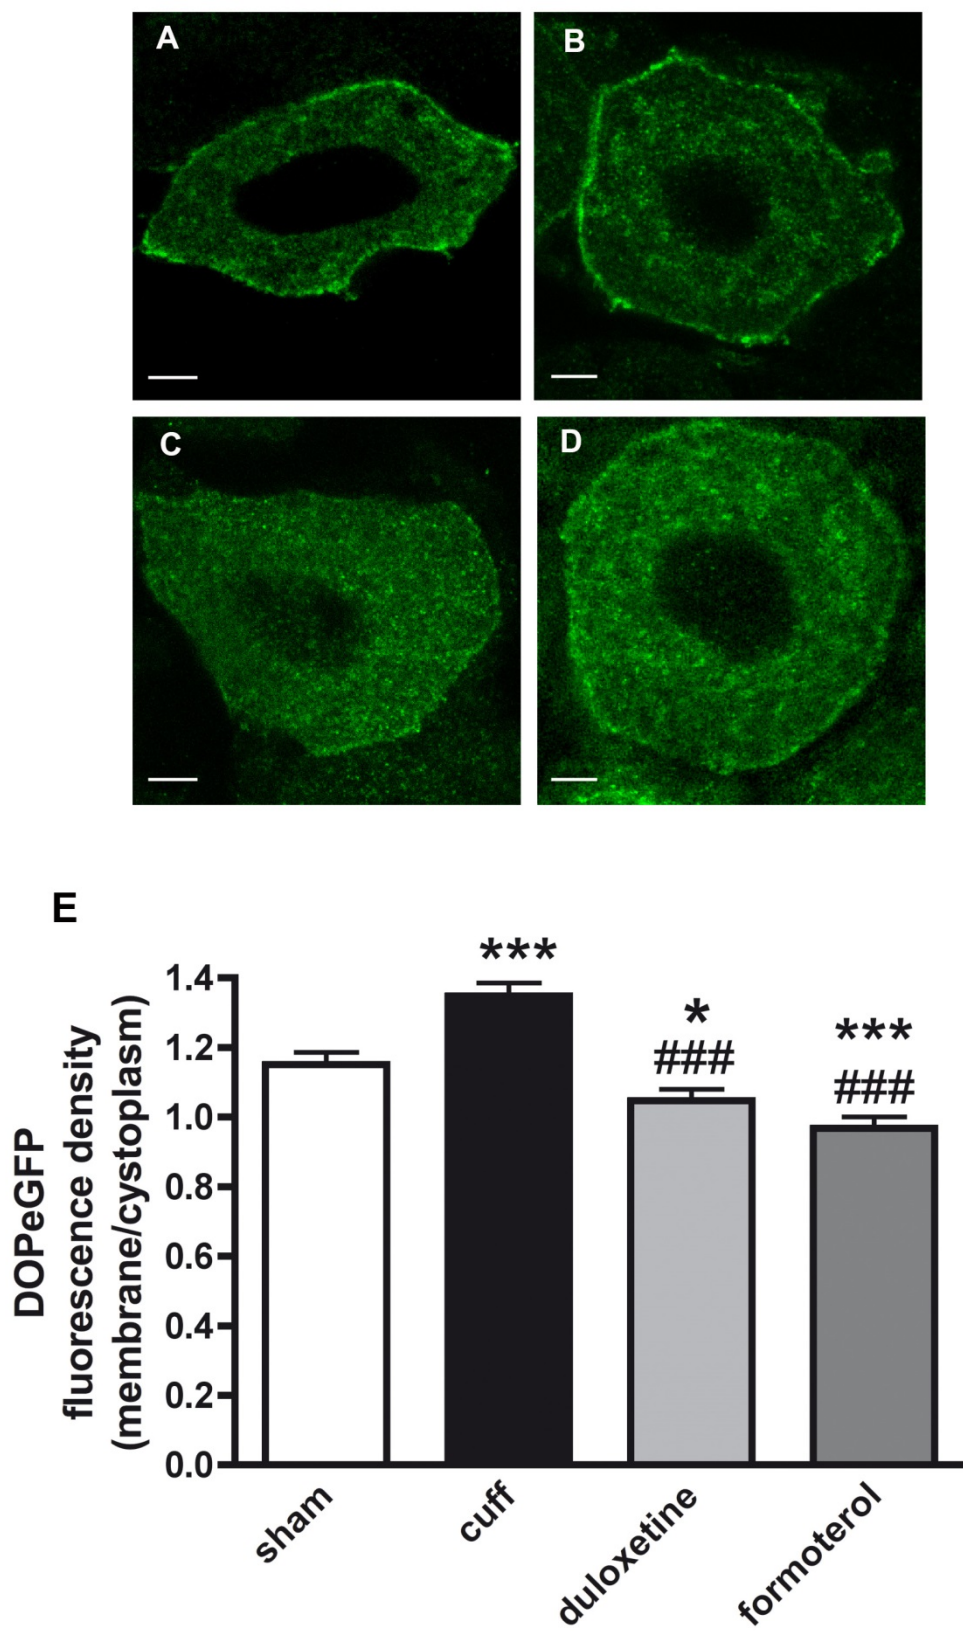 A
B
C
D
E
DOPeGFP
fluorescence density
(membrane/cystoplasm)
1.4
1.2
1.0
0.8
0.6
0.4
0.2
0.0
***
*
###
***
###
sham
cuff
duloxetine
formoterol